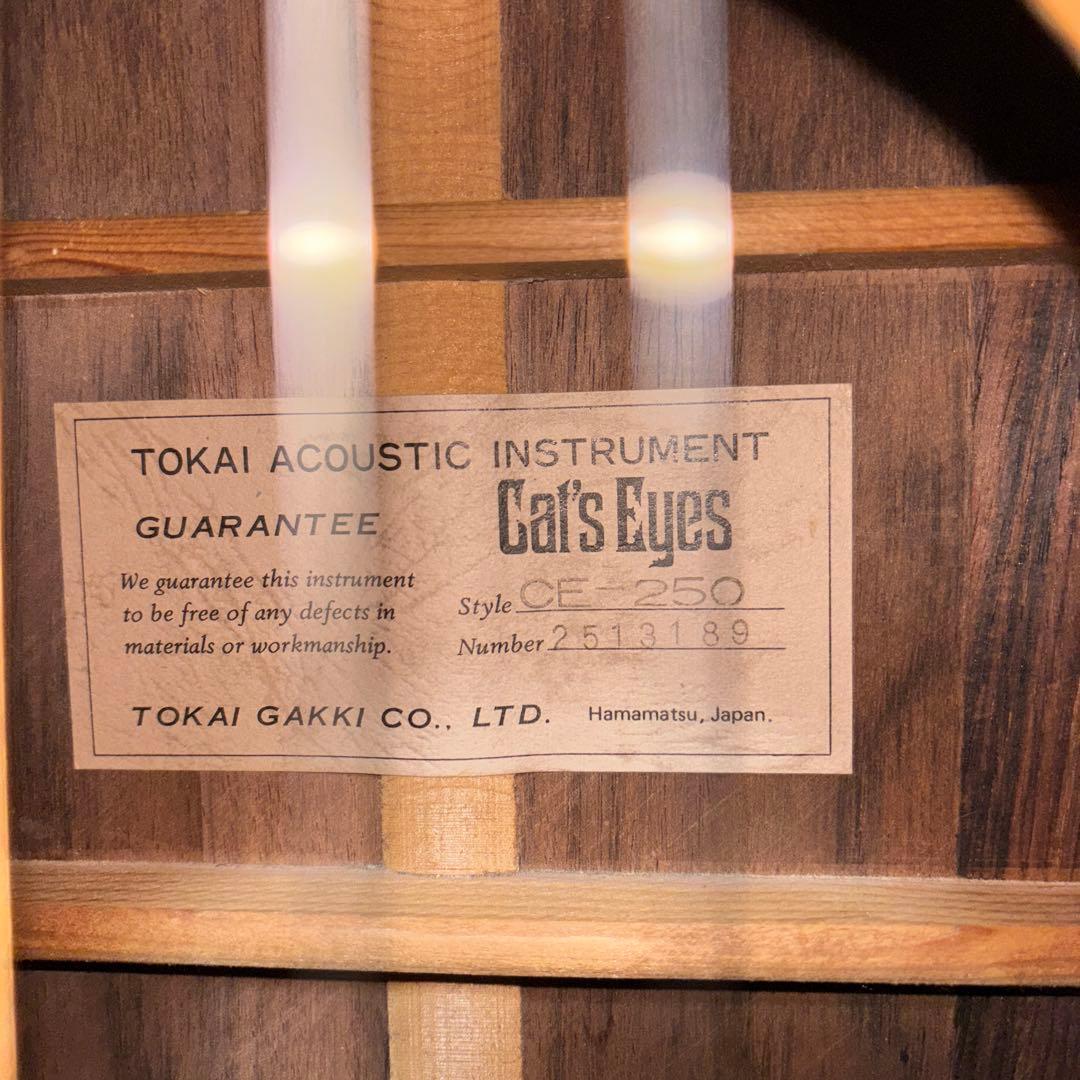 TOKAI ACOUSTIC INSTRUMENT
GUARANTEE
Cat's Eyes
We guarantee this instrument
to be free of any defects in
materials or workmanship.
Style CE-250
Number 2513189
TOKAI GAKKI CO., LTD. Hamamatsu, Japan.